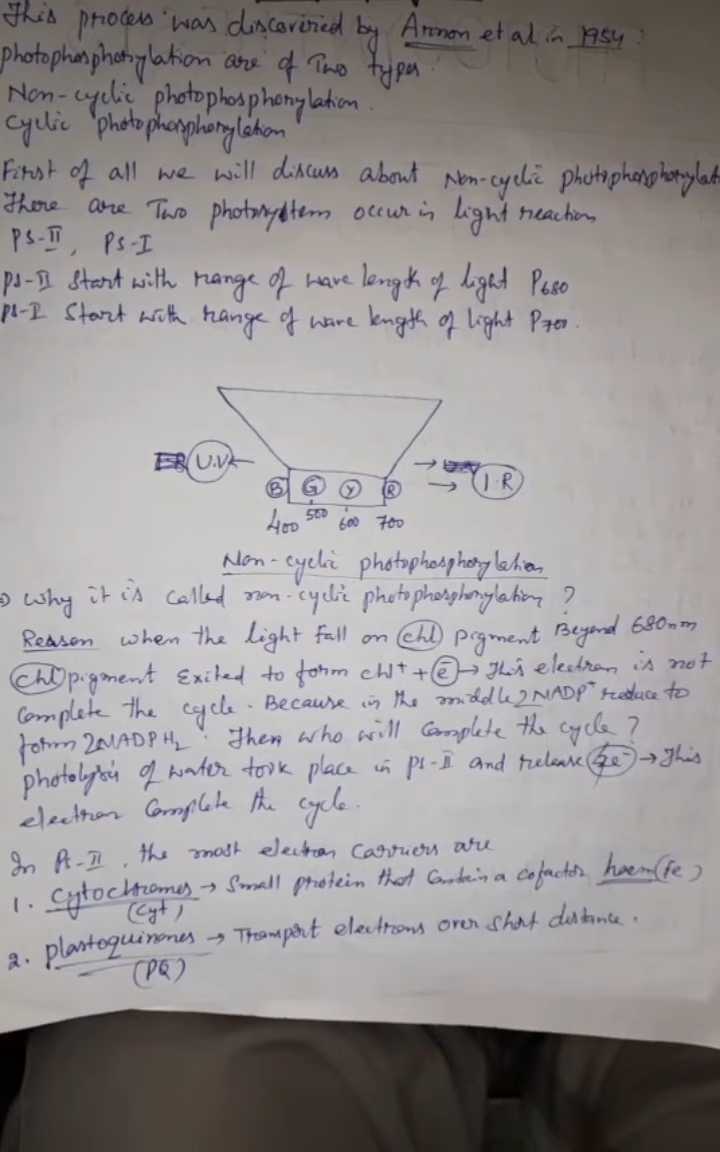 This process was discovired by Arnon et al in 1954.
photophosphorylation are of Two types.
Non-cyclic photophosphorylation.
Cyclic photophosphorylation
First of all we will discuss about Non-cyclic photophosphorylat
There are Two photosystem occur in light reaction
PS-II, PS-I
PS-II Start with range of wave length of light P680
PS-I Start with range of wave length of light P700.
U.V
B G Y R
I.R
400 500 600 700
Non-cyclic photophosphorylation
Why it is called non-cyclic photophosphorylation?
Reason when the light fall on chl pigment Beyond 680nm
chl pigment Exited to form chl+ + e- → This electron is not
complete the cycle. Because in the middle 2NADP+ reduce to
form 2NADPH2. Then who will complete the cycle?
photolysis of water took place in PS-II and release 2e- → This
electron complete the cycle.
In PS-II, the most electron carriers are
1. Cytochromes → Small protein that contain a cofactor haem(Fe)
(cyt)
2. plastoquinones → Transport electrons over short distance.
(PQ)